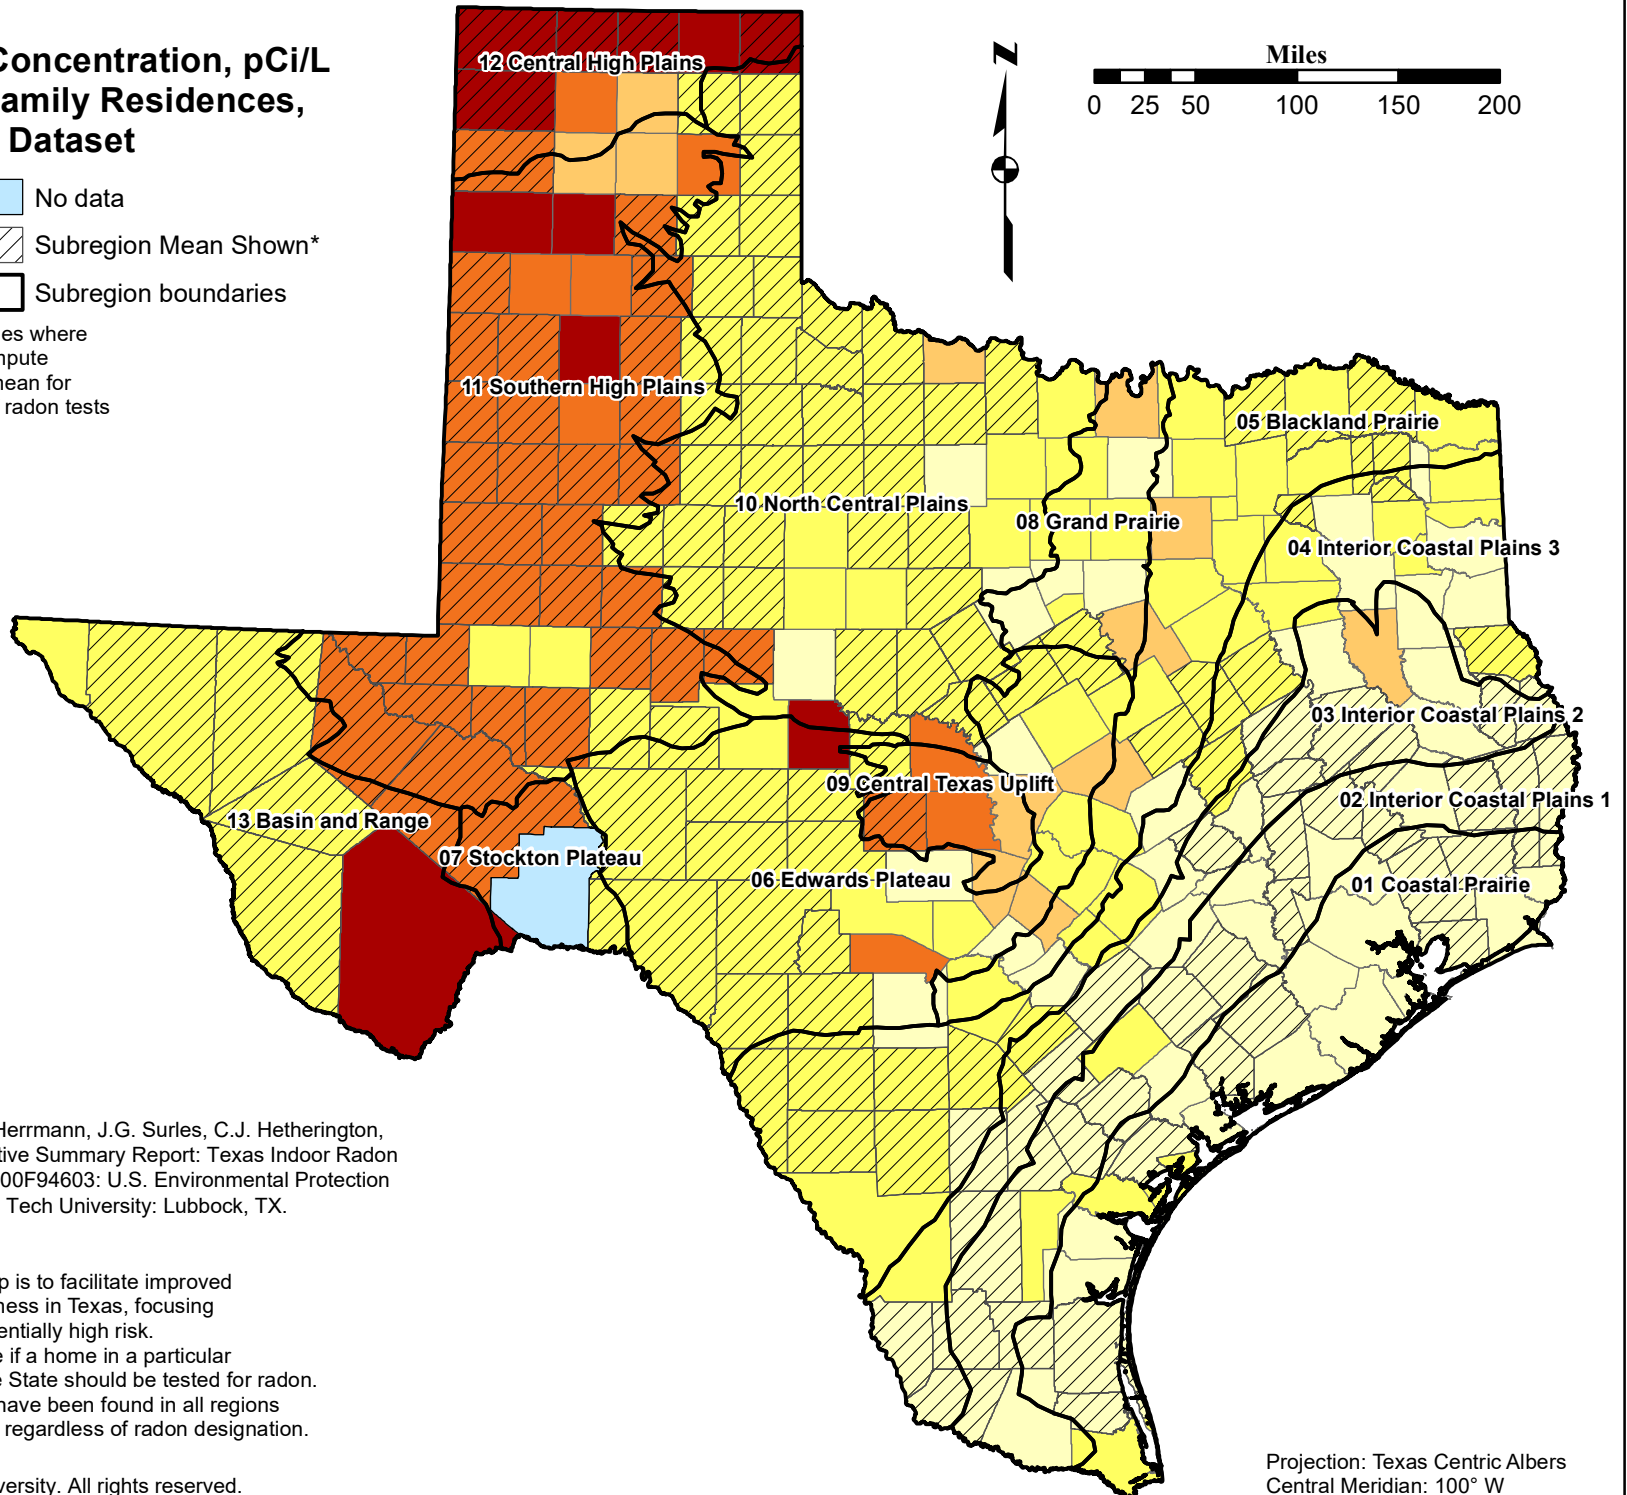 Concentration, pCi/L
amily Residences,
Dataset
No data
Subregion Mean Shown*
Subregion boundaries
es where
mpute
mean for
radon tests
N
Miles
0 25 50 100 150 200
12 Central High Plains
11 Southern High Plains
05 Blackland Prairie
10 North Central Plains
08 Grand Prairie
04 Interior Coastal Plains 3
03 Interior Coastal Plains 2
09 Central Texas Uplift
02 Interior Coastal Plains 1
13 Basin and Range
07 Stockton Plateau
06 Edwards Plateau
01 Coastal Prairie
Herrmann, J.G. Surles, C.J. Hetherington,
tive Summary Report: Texas Indoor Radon
00F94603: U.S. Environmental Protection
Tech University: Lubbock, TX.
p is to facilitate improved
ness in Texas, focusing
entially high risk.
e if a home in a particular
e State should be tested for radon.
have been found in all regions
regardless of radon designation.
versity. All rights reserved.
Projection: Texas Centric Albers
Central Meridian: 100° W